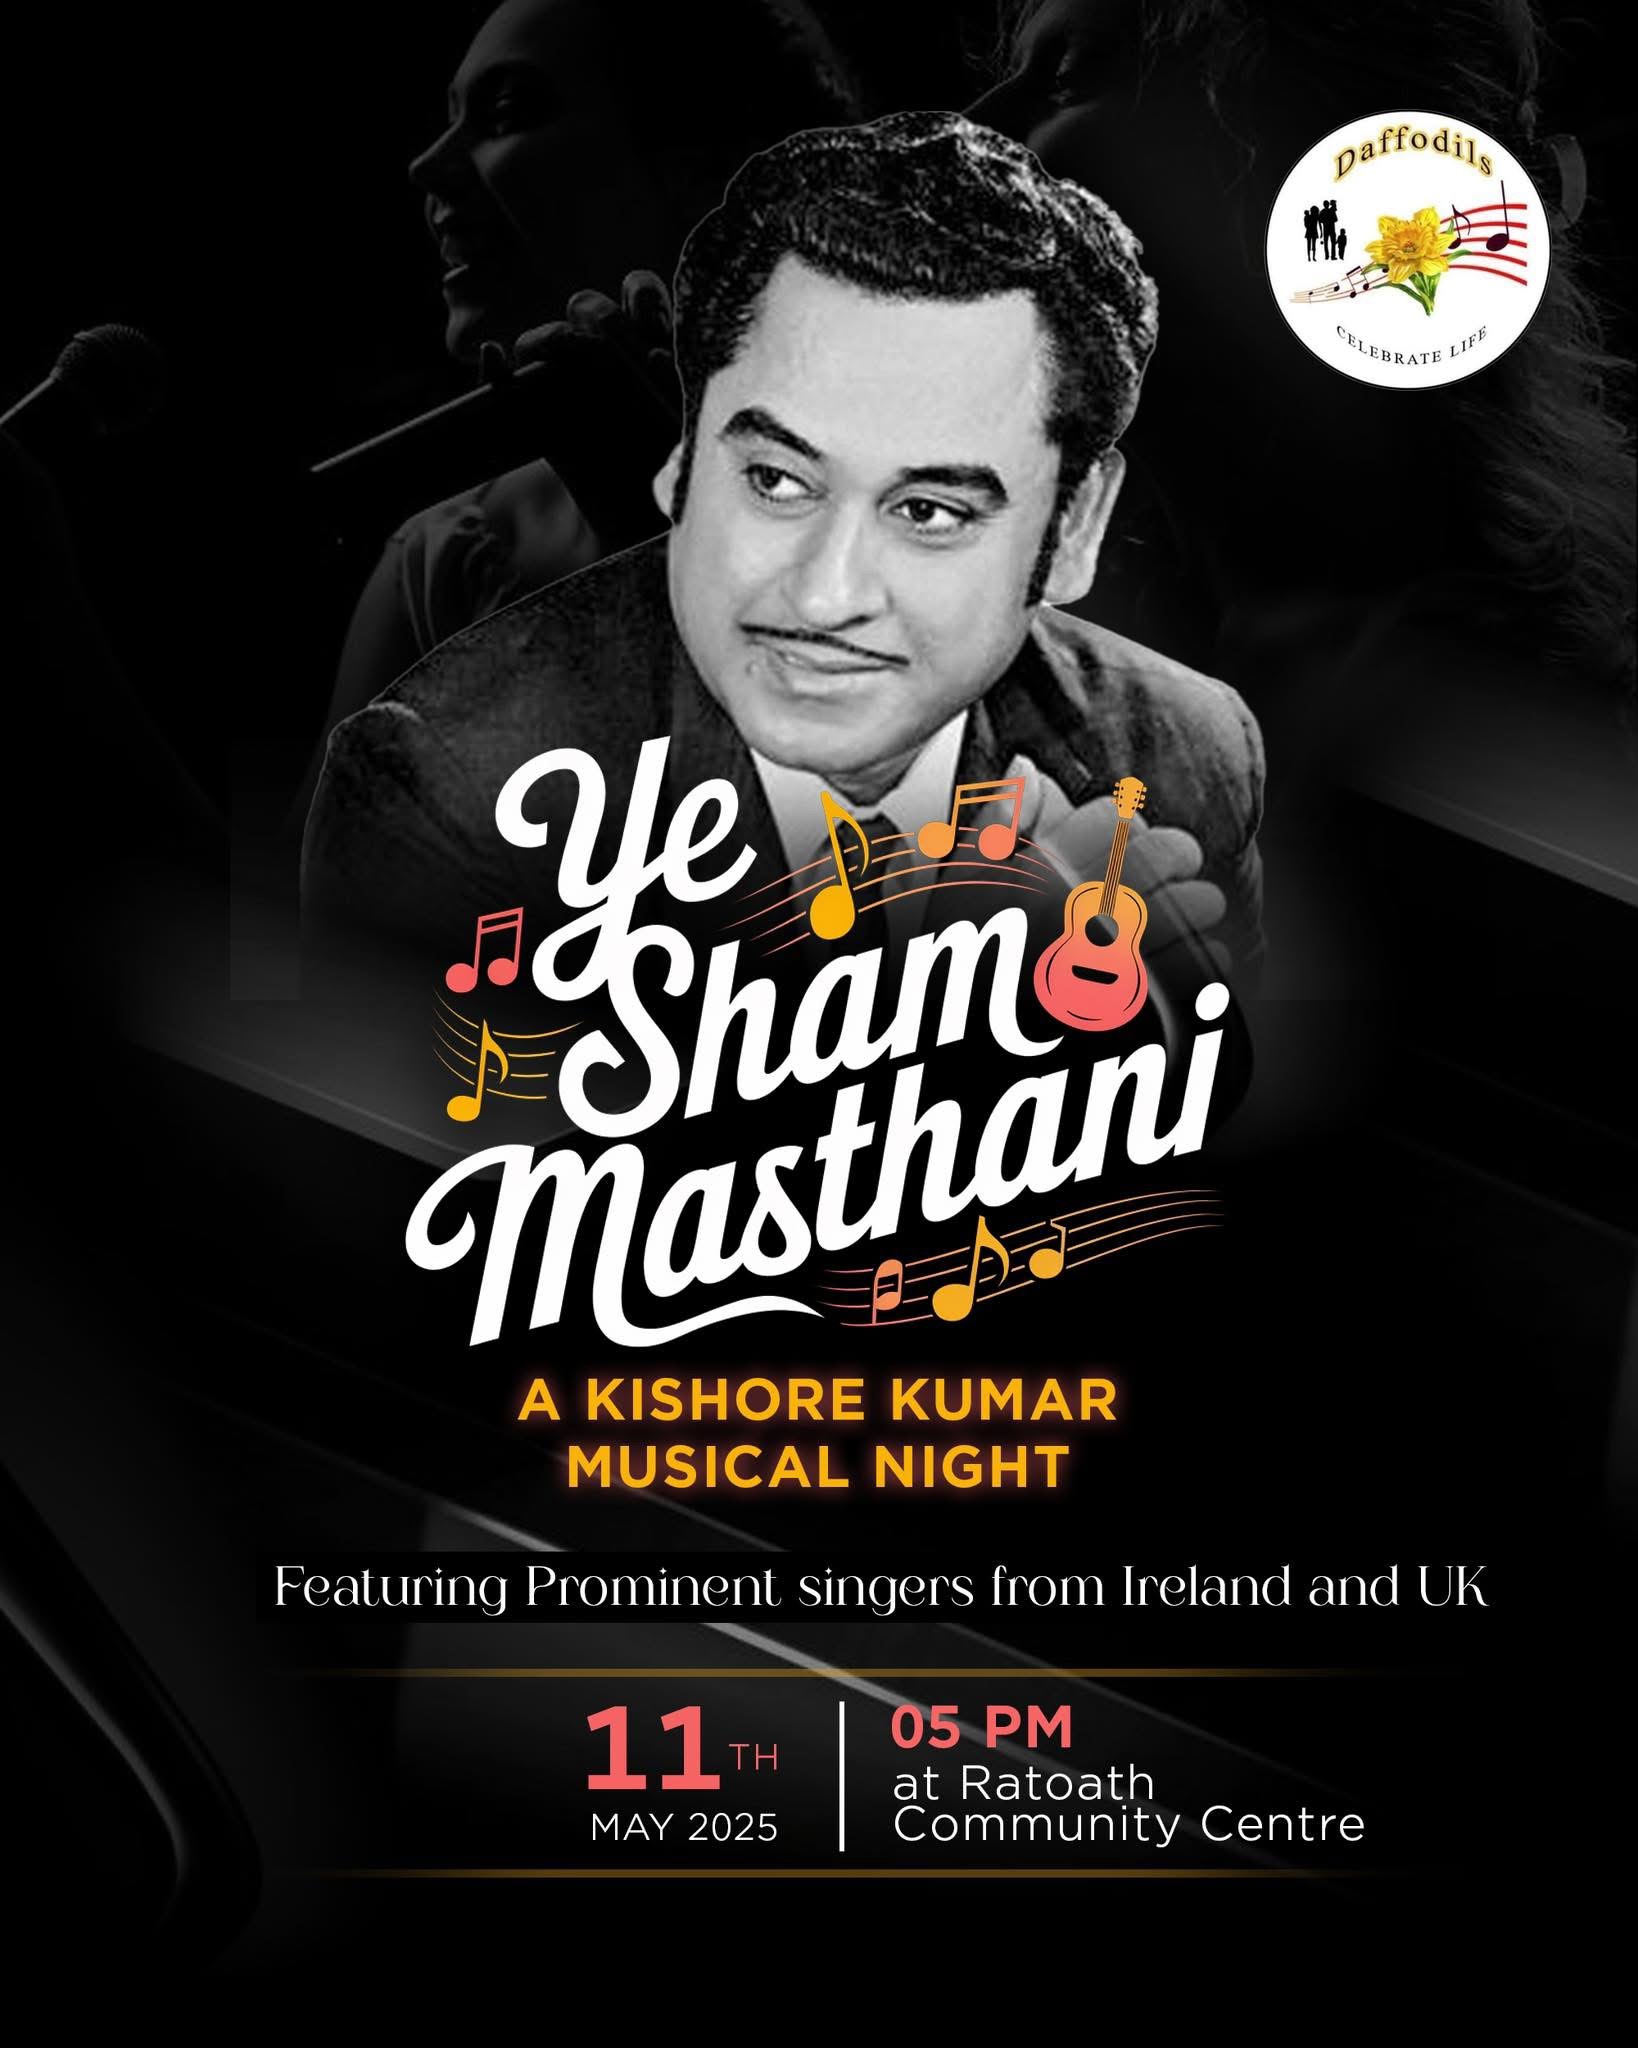 Daffodils
CELEBRATE LIFE
Ye
Sham
Masthani
A KISHORE KUMAR
MUSICAL NIGHT
Featuring Prominent singers from Ireland and UK
11TH
MAY 2025
05 PM
at Ratoath
Community Centre